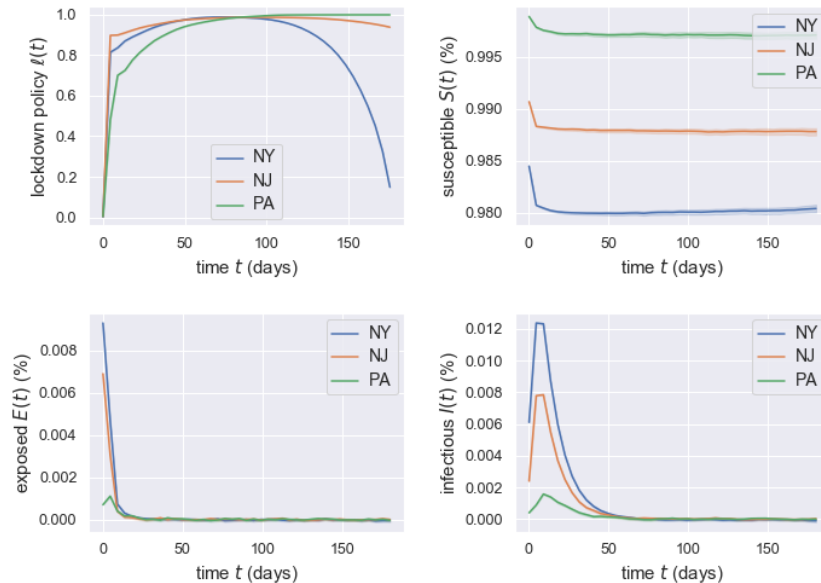 lockdown policy ℓ(t)
1.0
0.8
0.6
0.4
0.2
0.0
NY
NJ
PA
0
50
100
150
time t (days)
susceptible S(t) (%)
0.995
0.990
0.985
0.980
NY
NJ
PA
0
50
100
150
time t (days)
exposed E(t) (%)
0.008
0.006
0.004
0.002
0.000
NY
NJ
PA
0
50
100
150
time t (days)
infectious I(t) (%)
0.012
0.010
0.008
0.006
0.004
0.002
0.000
NY
NJ
PA
0
50
100
150
time t (days)